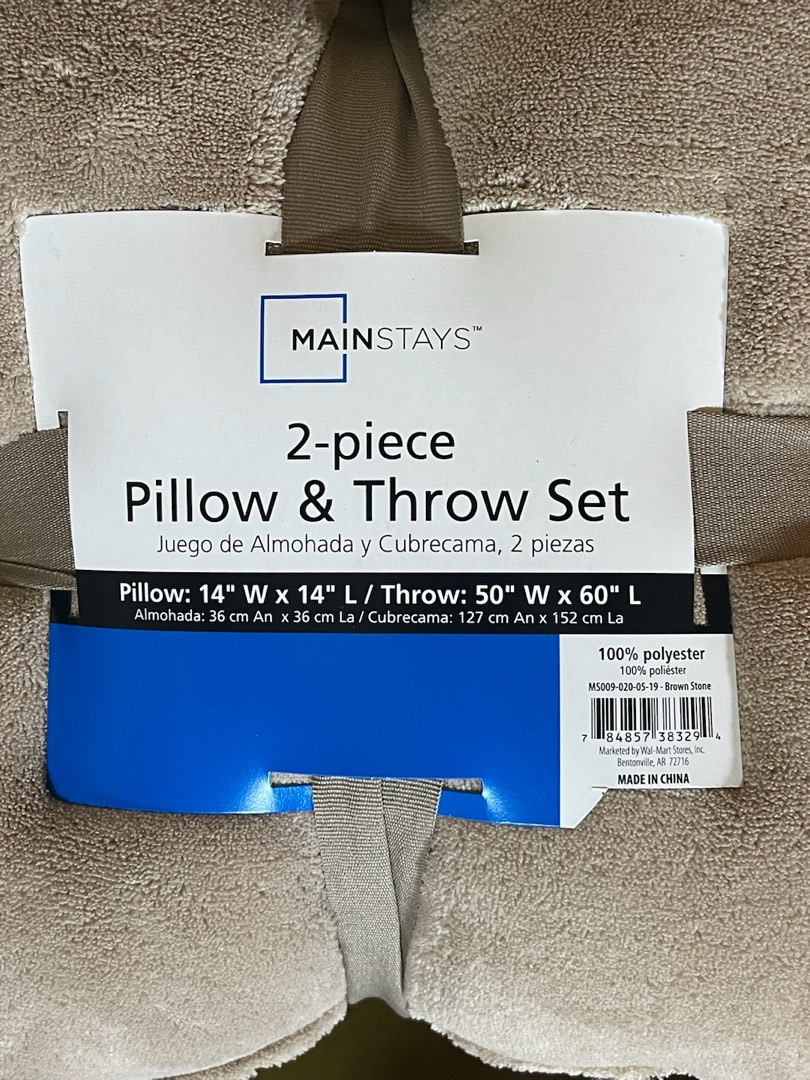 MAINSTAYS™
2-piece
Pillow & Throw Set
Juego de Almohada y Cubrecama, 2 piezas
Pillow: 14" W x 14" L / Throw: 50" W x 60" L
Almohada: 36 cm An x 36 cm La / Cubrecama: 127 cm An x 152 cm La
100% polyester
100% poliéster
MS009-020-05-19 - Brown Stone
7 84857 38329 4
Marketed by Wal-Mart Stores, Inc.
Bentonville, AR 72716
MADE IN CHINA